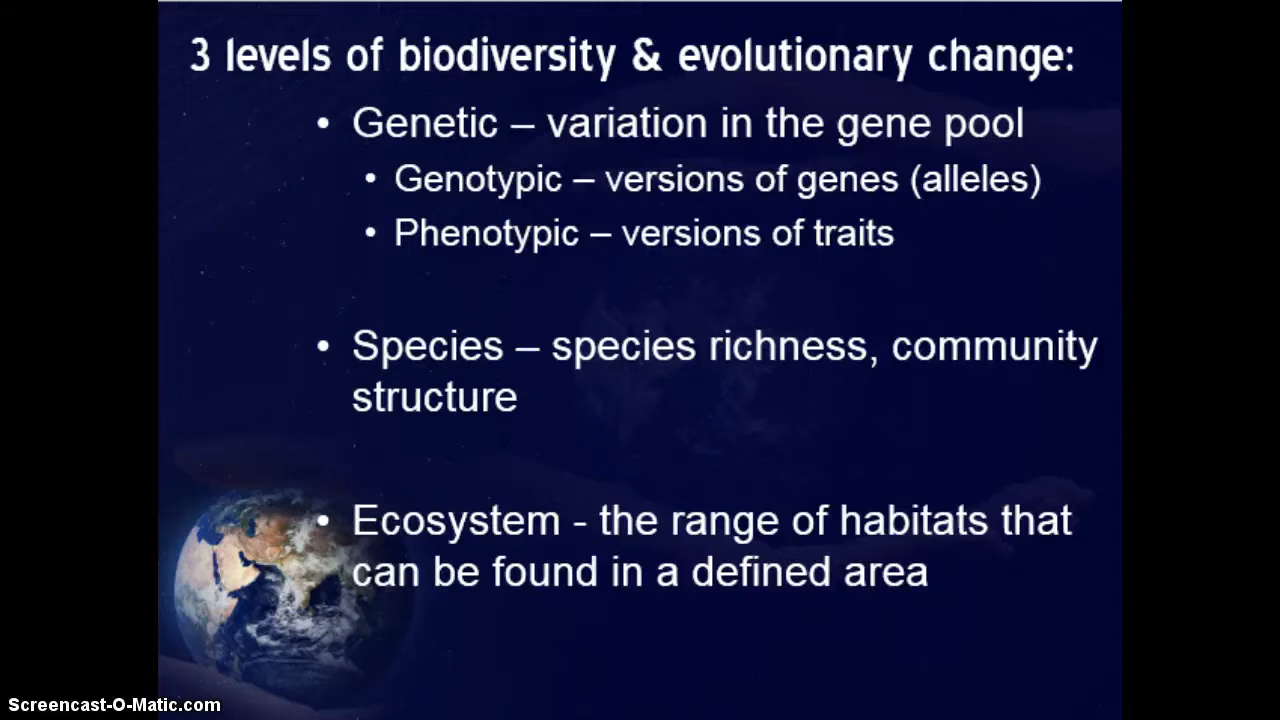 3 levels of biodiversity & evolutionary change:
• Genetic – variation in the gene pool
• Genotypic – versions of genes (alleles)
• Phenotypic – versions of traits
• Species – species richness, community
structure
• Ecosystem - the range of habitats that
can be found in a defined area
Screencast-O-Matic.com